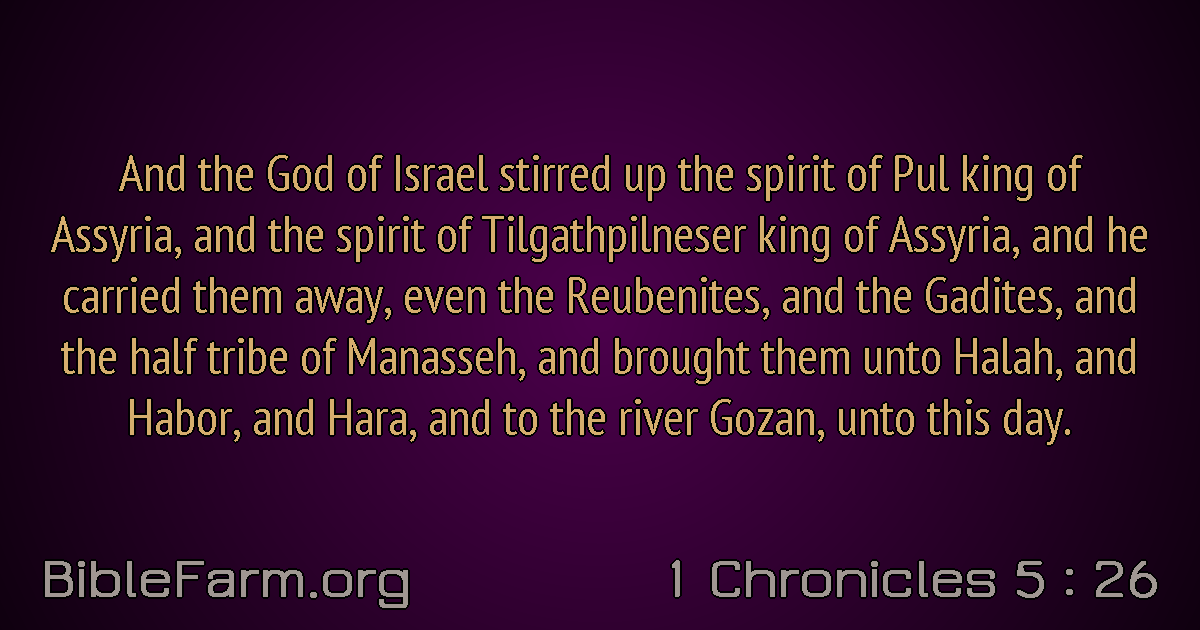 And the God of Israel stirred up the spirit of Pul king of
Assyria, and the spirit of Tilgathpilneser king of Assyria, and he
carried them away, even the Reubenites, and the Gadites, and
the half tribe of Manasseh, and brought them unto Halah, and
Habor, and Hara, and to the river Gozan, unto this day.
BibleFarm.org
1 Chronicles 5 : 26